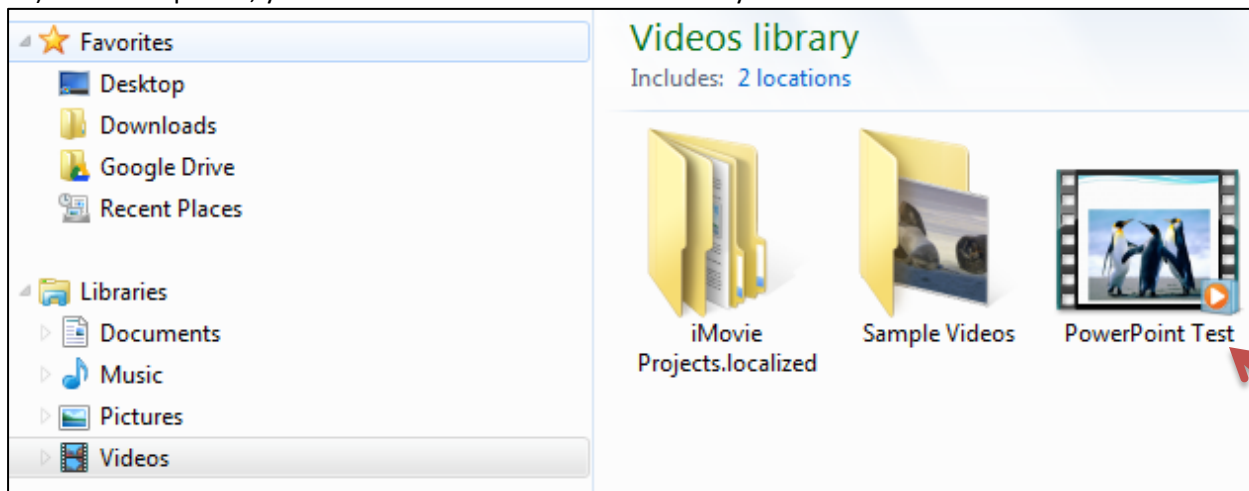 Favorites
Desktop
Downloads
Google Drive
Recent Places
Libraries
Documents
Music
Pictures
Videos
Videos library
Includes: 2 locations
iMovie
Projects.localized
Sample Videos
PowerPoint Test